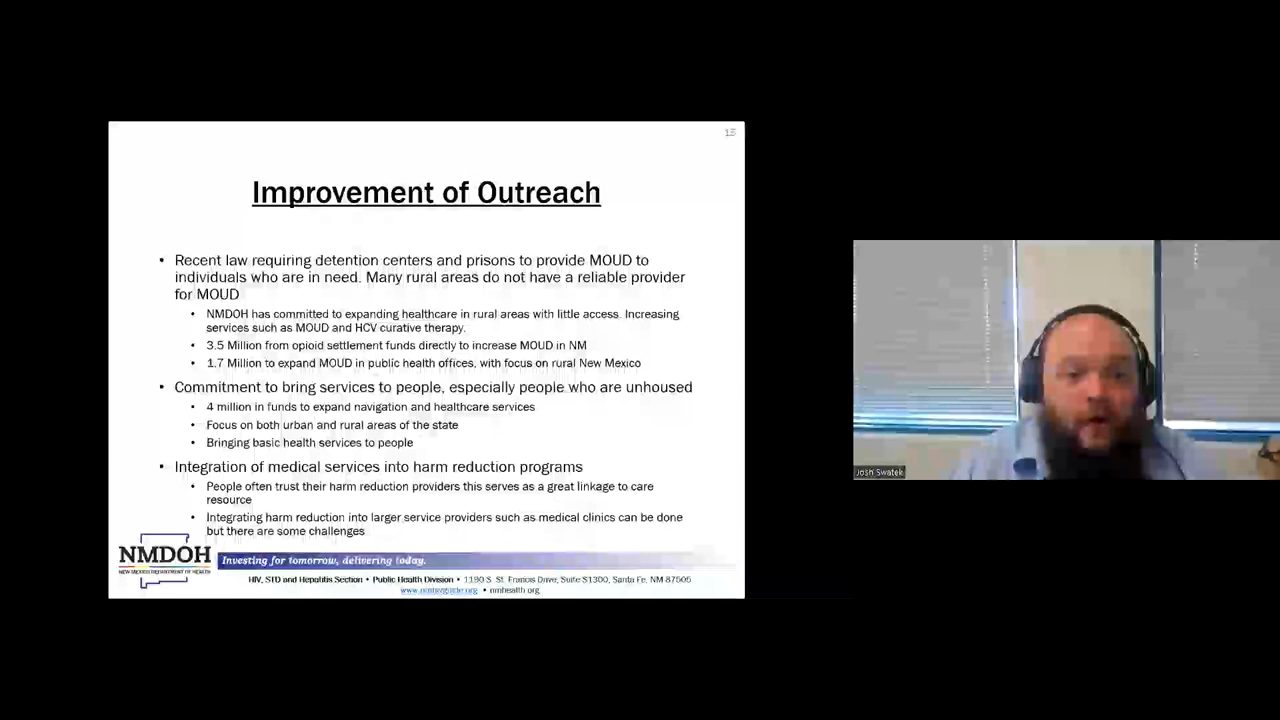 15
Improvement of Outreach
• Recent law requiring detention centers and prisons to provide MOUD to
individuals who are in need. Many rural areas do not have a reliable provider
for MOUD
• NMDOH has committed to expanding healthcare in rural areas with little access. Increasing
services such as MOUD and HCV curative therapy.
• 3.5 Million from opioid settlement funds directly to increase MOUD in NM
• 1.7 Million to expand MOUD in public health offices, with focus on rural New Mexico
• Commitment to bring services to people, especially people who are unhoused
• 4 million in funds to expand navigation and healthcare services
• Focus on both urban and rural areas of the state
• Bringing basic health services to people
• Integration of medical services into harm reduction programs
• People often trust their harm reduction providers this serves as a great linkage to care
resource
• Integrating harm reduction into larger service providers such as medical clinics can be done
but there are some challenges
NMDOH
NEW MEXICO DEPARTMENT OF HEALTH
Investing for tomorrow, delivering today.
HIV, STD and Hepatitis Section • Public Health Division • 1190 S. St. Francis Drive, Suite S1300, Santa Fe, NM 87505
www.nmhivguide.org • nmhealth.org
Josh Swatek